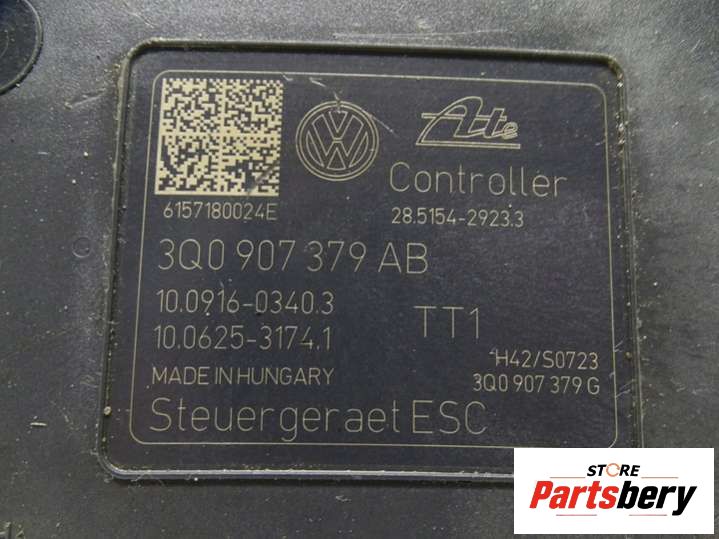 Ate
Controller
6157180024E
28.5154-2923.3
3Q0 907 379 AB
10.0916-0340.3
TT1
10.0625-3174.1
H42/S0723
MADE IN HUNGARY
3Q0 907 379 G
Steuergeraet ESC
STORE
Partsbery